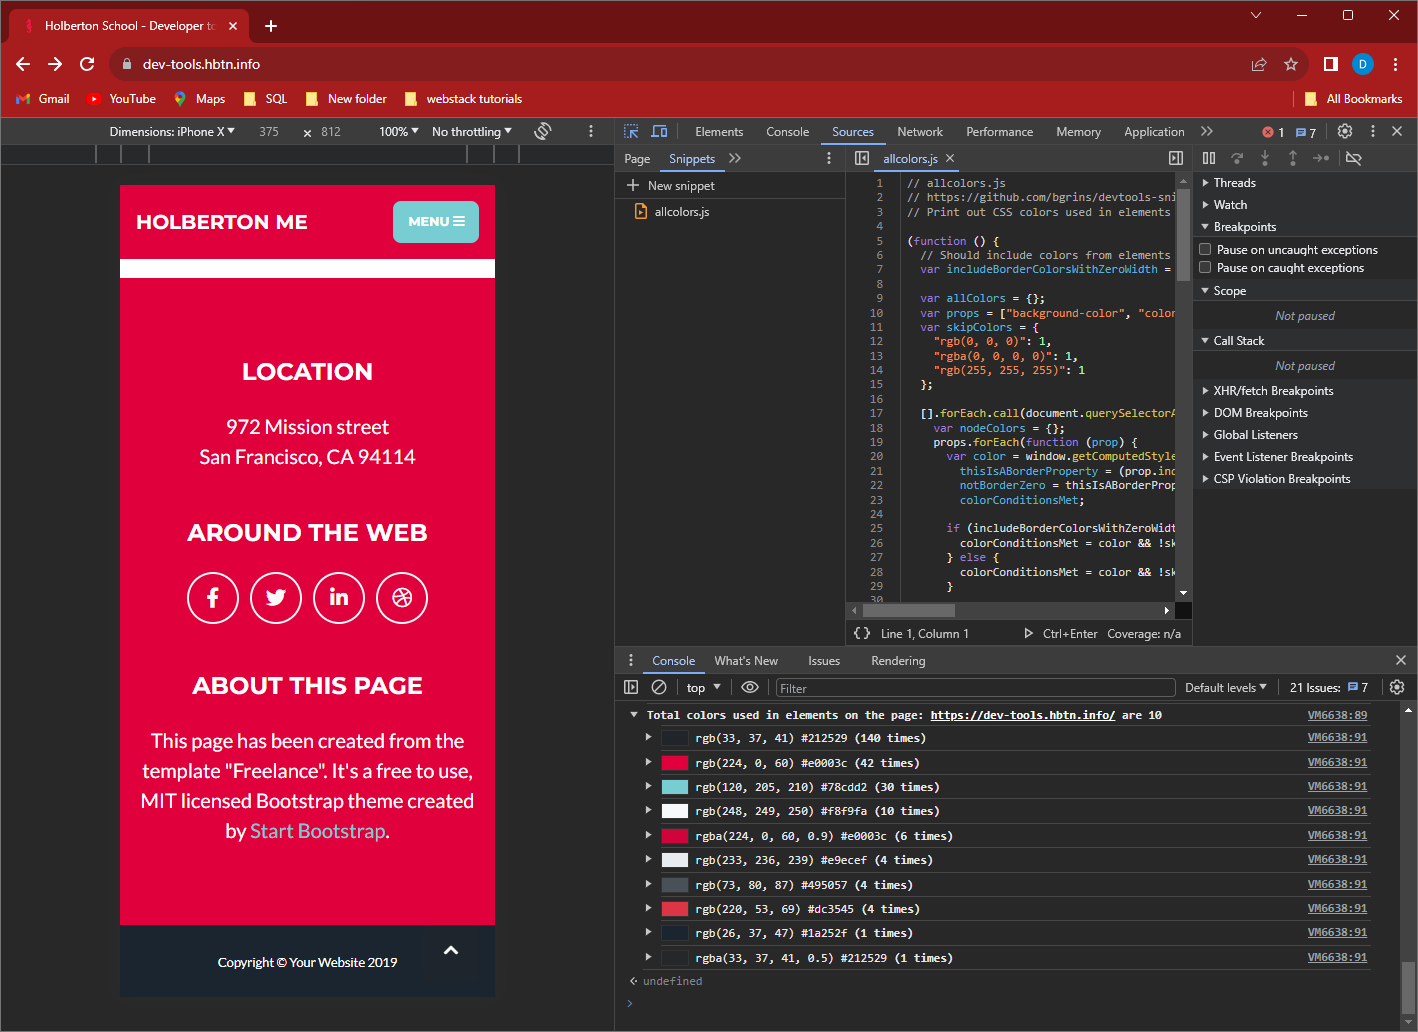 Holberton School - Developer to
dev-tools.hbtn.info
D
Gmail
YouTube
Maps
SQL
New folder
webstack tutorials
All Bookmarks
Dimensions: iPhone X
375
×
812
100%
No throttling
Elements
Console
Sources
Network
Performance
Memory
Application
1
7
HOLBERTON ME
MENU
LOCATION
972 Mission street
San Francisco, CA 94114
AROUND THE WEB
ABOUT THIS PAGE
This page has been created from the
template "Freelance". It's a free to use,
MIT licensed Bootstrap theme created
by Start Bootstrap.
Copyright © Your Website 2019
Page
Snippets
New snippet
allcolors.js
allcolors.js
1 // allcolors.js
2 // https://github.com/bgrins/devtools-sni
3 // Print out CSS colors used in elements
4
5 (function () {
6 // Should include colors from elements
7 var includeBorderColorsWithZeroWidth =
8
9 var allColors = {};
10 var props = ["background-color", "color
11 var skipColors = {
12 "rgb(0, 0, 0)": 1,
13 "rgba(0, 0, 0, 0)": 1,
14 "rgb(255, 255, 255)": 1
15 };
16
17 [].forEach.call(document.querySelectorA
18 var nodeColors = {};
19 props.forEach(function (prop) {
20 var color = window.getComputedStyle
21 thisIsABorderProperty = (prop.ind
22 notBorderZero = thisIsABorderProp
23 colorConditionsMet;
24
25 if (includeBorderColorsWithZeroWidt
26 colorConditionsMet = color && !sk
27 } else {
28 colorConditionsMet = color && !sk
29 }
30
{ } Line 1, Column 1
Ctrl+Enter
Coverage: n/a
Threads
Watch
Breakpoints
Pause on uncaught exceptions
Pause on caught exceptions
Scope
Not paused
Call Stack
Not paused
XHR/fetch Breakpoints
DOM Breakpoints
Global Listeners
Event Listener Breakpoints
CSP Violation Breakpoints
Console
What's New
Issues
Rendering
top
Filter
Default levels
21 Issues:
7
Total colors used in elements on the page: https://dev-tools.hbtn.info/ are 10 VM6638:89
rgb(33, 37, 41) #212529 (140 times) VM6638:91
rgb(224, 0, 60) #e0003c (42 times) VM6638:91
rgb(120, 205, 210) #78cdd2 (30 times) VM6638:91
rgb(248, 249, 250) #f8f9fa (10 times) VM6638:91
rgba(224, 0, 60, 0.9) #e0003c (6 times) VM6638:91
rgb(233, 236, 239) #e9ecef (4 times) VM6638:91
rgb(73, 80, 87) #495057 (4 times) VM6638:91
rgb(220, 53, 69) #dc3545 (4 times) VM6638:91
rgb(26, 37, 47) #1a252f (1 times) VM6638:91
rgba(33, 37, 41, 0.5) #212529 (1 times) VM6638:91
undefined